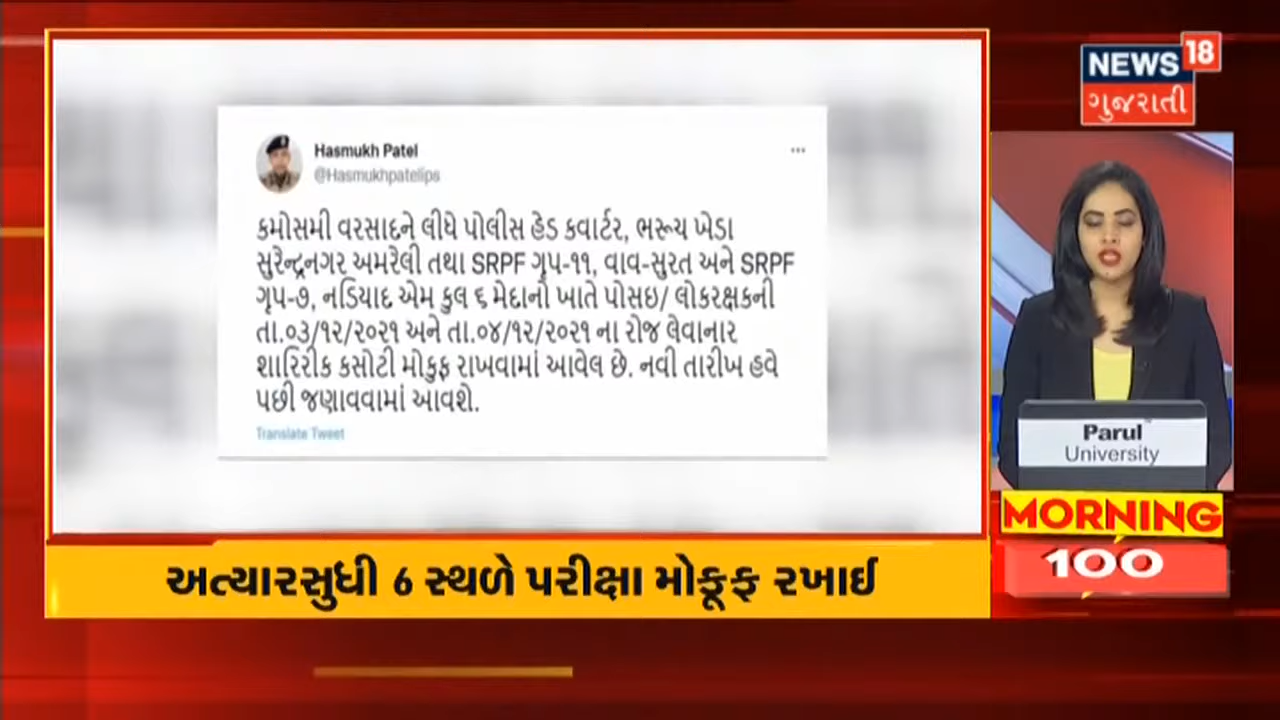 NEWS 18
ગુજરાતી
Hasmukh Patel
@Hasmukhpatelips
કમોસમી વરસાદને લીધે પોલીસ હેડ કવાર્ટર, ભરૂચ ખેડા
સુરેન્દ્રનગર અમરેલી તથા SRPF ગૃપ-૧૧, વાવ-સુરત અને SRPF
ગૃપ-૭, નડિયાદ એમ કુલ ૬ મેદાનો ખાતે પોસઇ/ લોકરક્ષકની
તા.૦૩/૧૨/૨૦૨૧ અને તા.૦૪/૧૨/૨૦૨૧ ના રોજ લેવાનાર
શારિરીક કસોટી મોકુફ રાખવામાં આવેલ છે. નવી તારીખ હવે
પછી જણાવવામાં આવશે.
Translate Tweet
Parul
University
MORNING
100
અત્યારસુધી 6 સ્થળે પરીક્ષા મોકૂફ રખાઈ